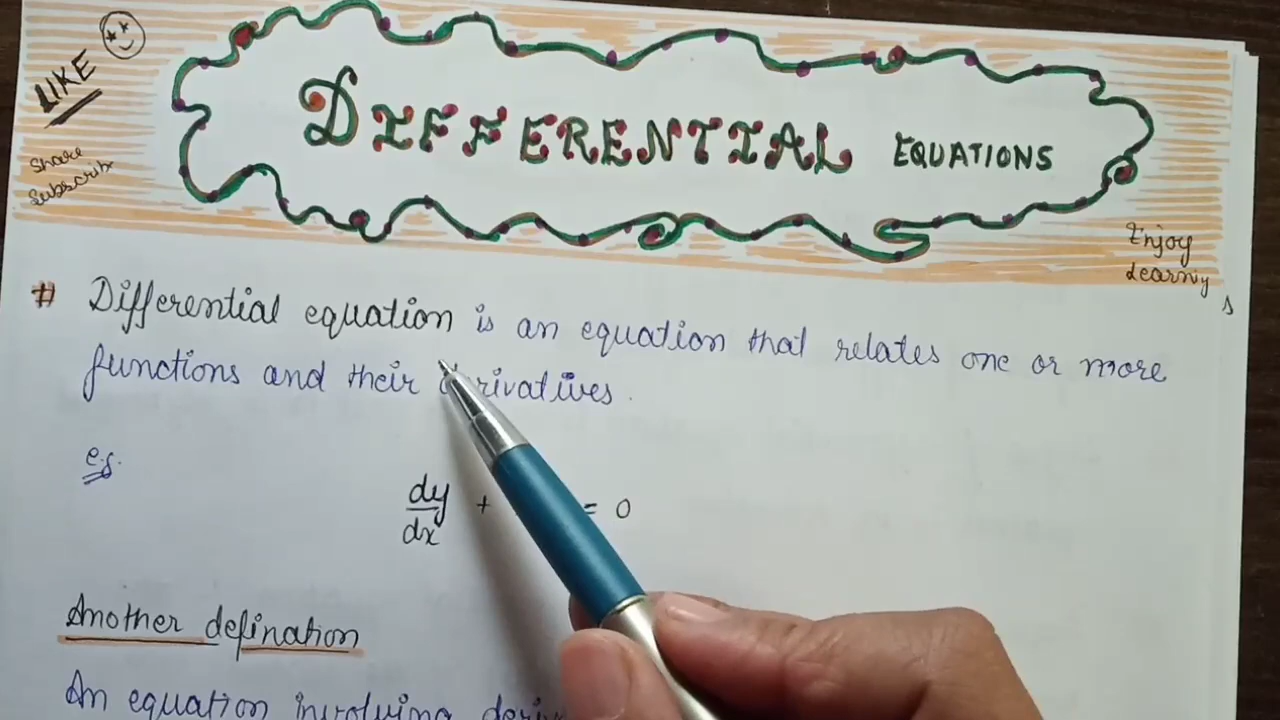 LIKE
Share
Subscrib
DIFFERENTIAL EQUATIONS
Enjoy
Learning
s
# Differential equation is an equation that relates one or more
functions and their derivatives.
e.g.
dy/dx + = 0
Another defination
An equation involving